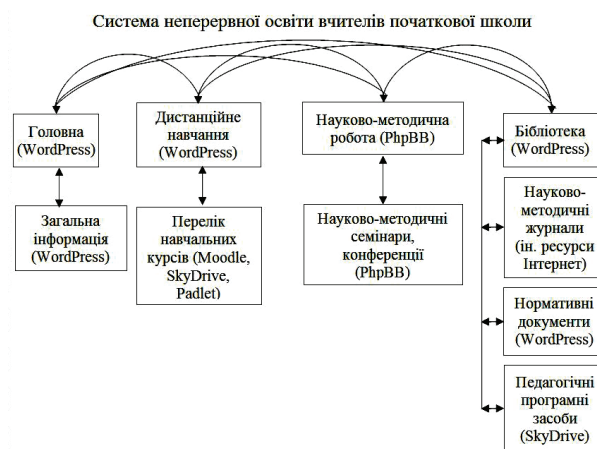 Система неперервної освіти вчителів початкової школи
Головна
(WordPress)
Дистанційне
навчання
(WordPress)
Науково-методична
робота (PhpBB)
Бібліотека
(WordPress)
Загальна
інформація
(WordPress)
Перелік
навчальних
курсів (Moodle,
SkyDrive,
Padlet)
Науково-методичні
семінари,
конференції
(PhpBB)
Науково-
методичні
журнали
(ін. ресурси
Інтернет)
Нормативні
документи
(WordPress)
Педагогічні
програмні
засоби
(SkyDrive)